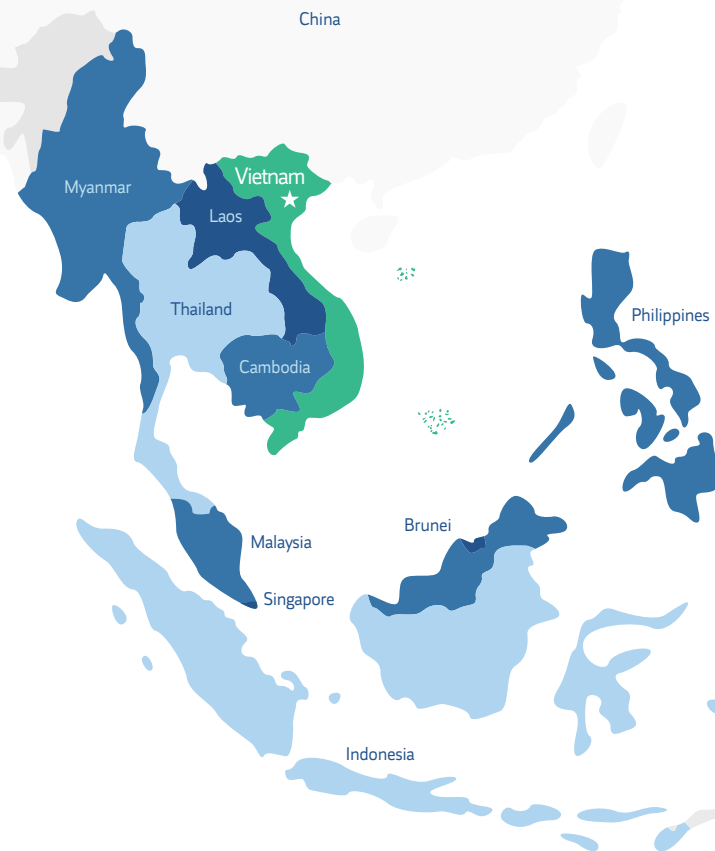 China
Vietnam
Myanmar
Laos
Thailand
Philippines
Cambodia
Brunei
Malaysia
Singapore
Indonesia